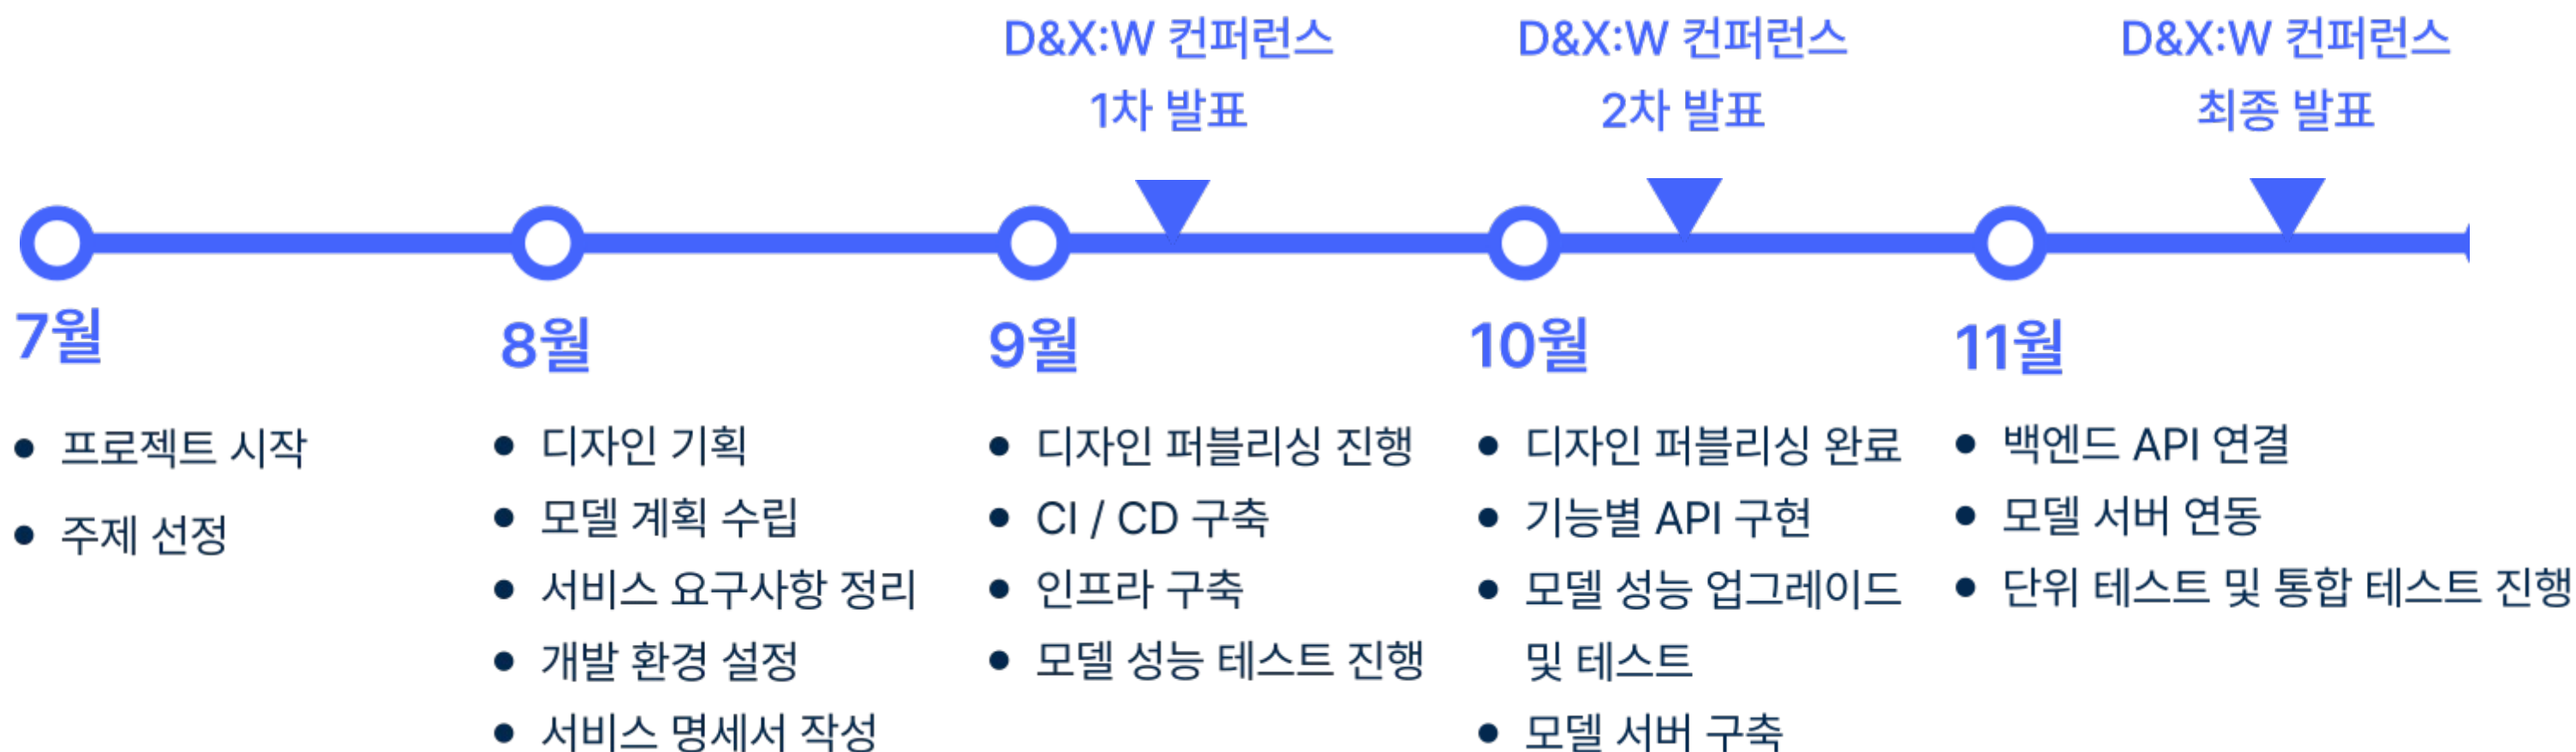 D&X:W 컨퍼런스
1차 발표
D&X:W 컨퍼런스
2차 발표
D&X:W 컨퍼런스
최종 발표
7월
프로젝트 시작
주제 선정
8월
디자인 기획
모델 계획 수립
서비스 요구사항 정리
개발 환경 설정
서비스 명세서 작성
9월
디자인 퍼블리싱 진행
CI / CD 구축
인프라 구축
모델 성능 테스트 진행
10월
디자인 퍼블리싱 완료
기능별 API 구현
모델 성능 업그레이드
및 테스트
모델 서버 구축
11월
백엔드 API 연결
모델 서버 연동
단위 테스트 및 통합 테스트 진행